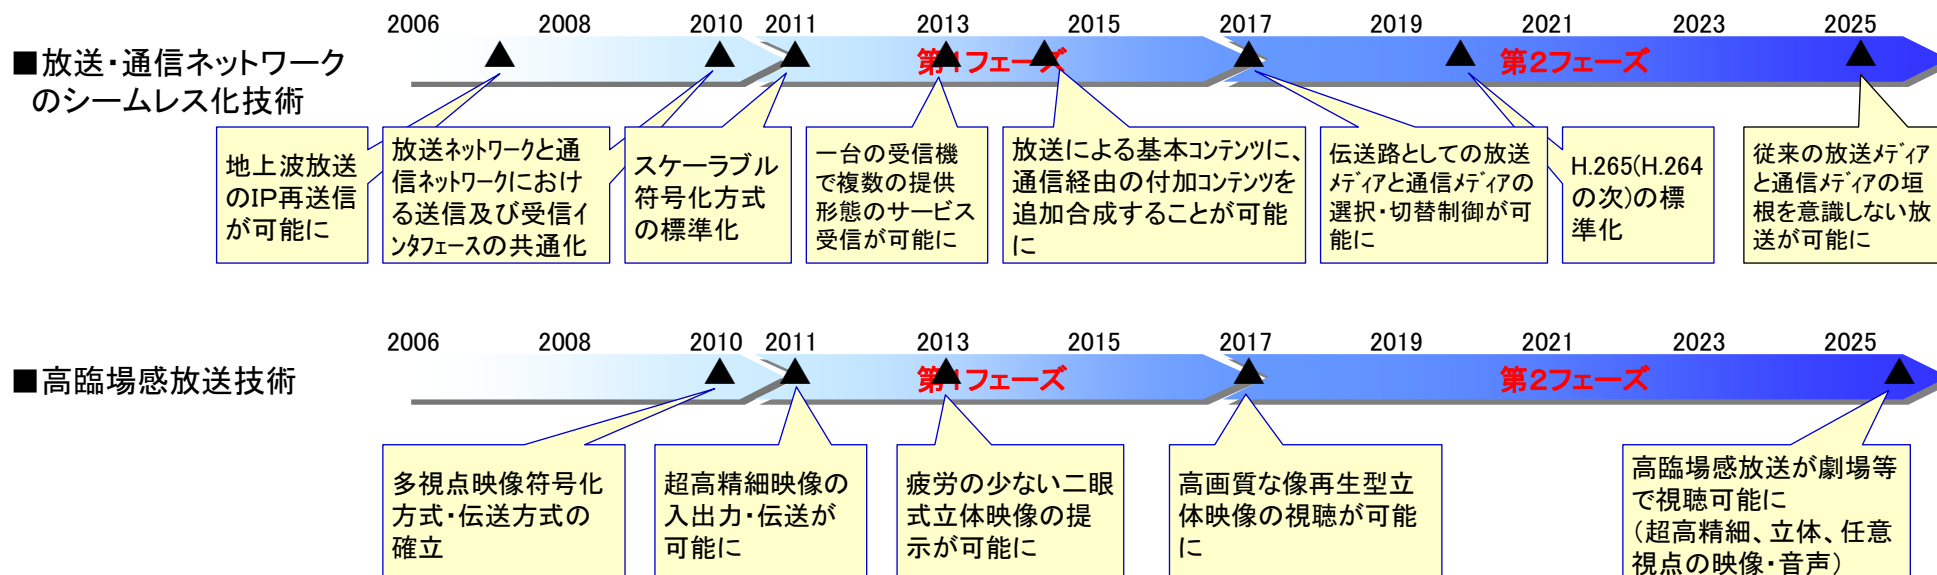 2006 2008 2010 2011 2013 2015 2017 2019 2021 2023 2025
■放送・通信ネットワーク
のシームレス化技術
第1フェーズ
第2フェーズ
地上波放送
のIP再送信
が可能に
放送ネットワークと通
信ネットワークにおけ
る送信及び受信イ
ンタフェースの共通化
スケーラブル
符号化方式
の標準化
一台の受信機
で複数の提供
形態のサービス
受信が可能に
放送による基本コンテンツに、
通信経由の付加コンテンツを
追加合成することが可能
に
伝送路としての放送
メディアと通信メディアの
選択・切替制御が可
能に
H.265(H.264
の次)の標
準化
従来の放送メディア
と通信メディアの垣
根を意識しない放
送が可能に
2006 2008 2010 2011 2013 2015 2017 2019 2021 2023 2025
■高臨場感放送技術
第1フェーズ
第2フェーズ
多視点映像符号化
方式・伝送方式の
確立
超高精細映像の
入出力・伝送が
可能に
疲労の少ない二眼
式立体映像の提
示が可能に
高画質な像再生型立
体映像の視聴が可能
に
高臨場感放送が劇場等
で視聴可能に
(超高精細、立体、任意
視点の映像・音声)